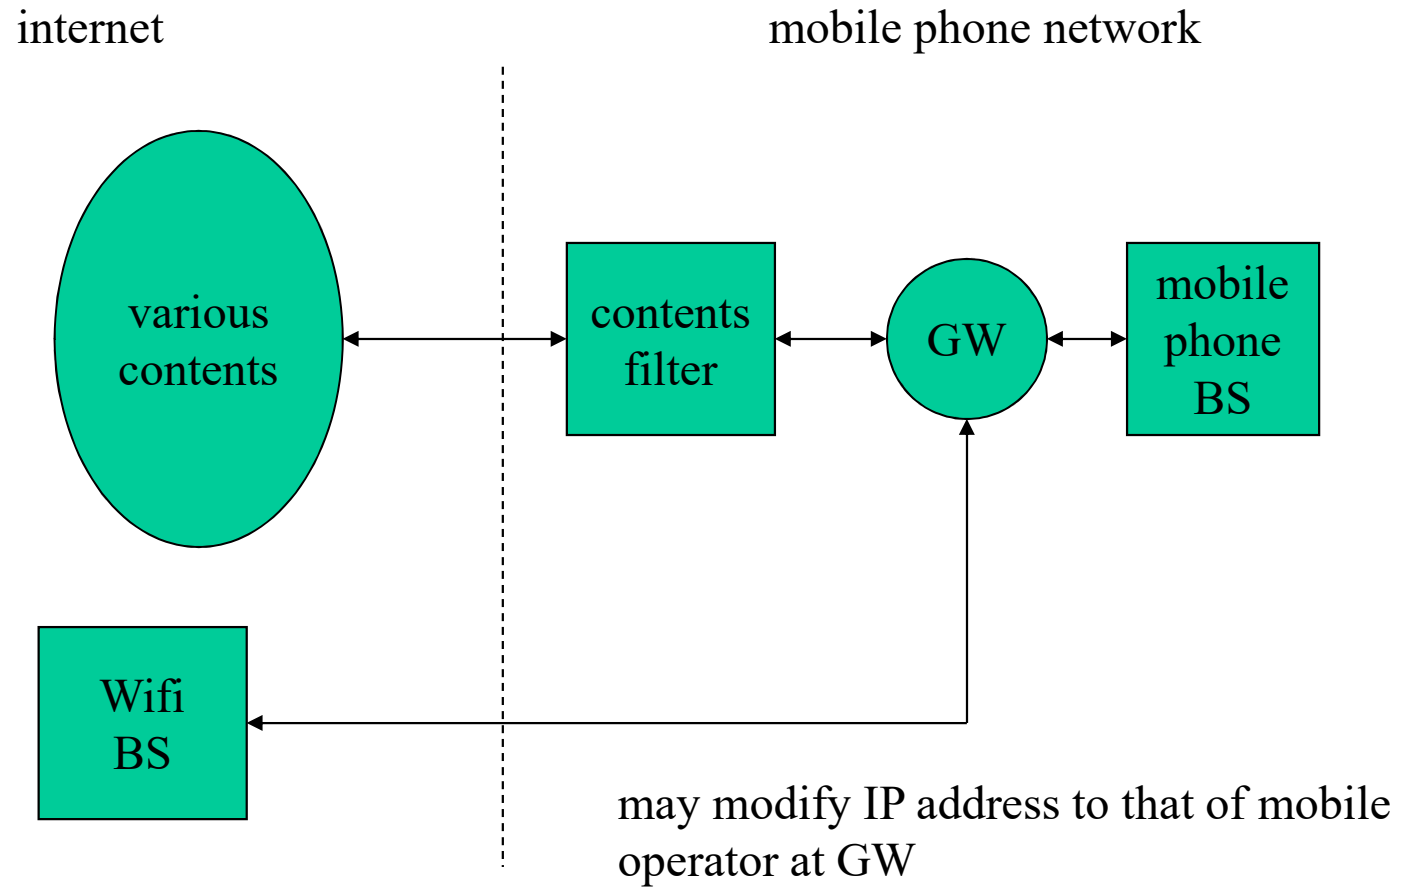 internet
mobile phone network
various
contents
contents
filter
GW
mobile
phone
BS
Wifi
BS
may modify IP address to that of mobile
operator at GW